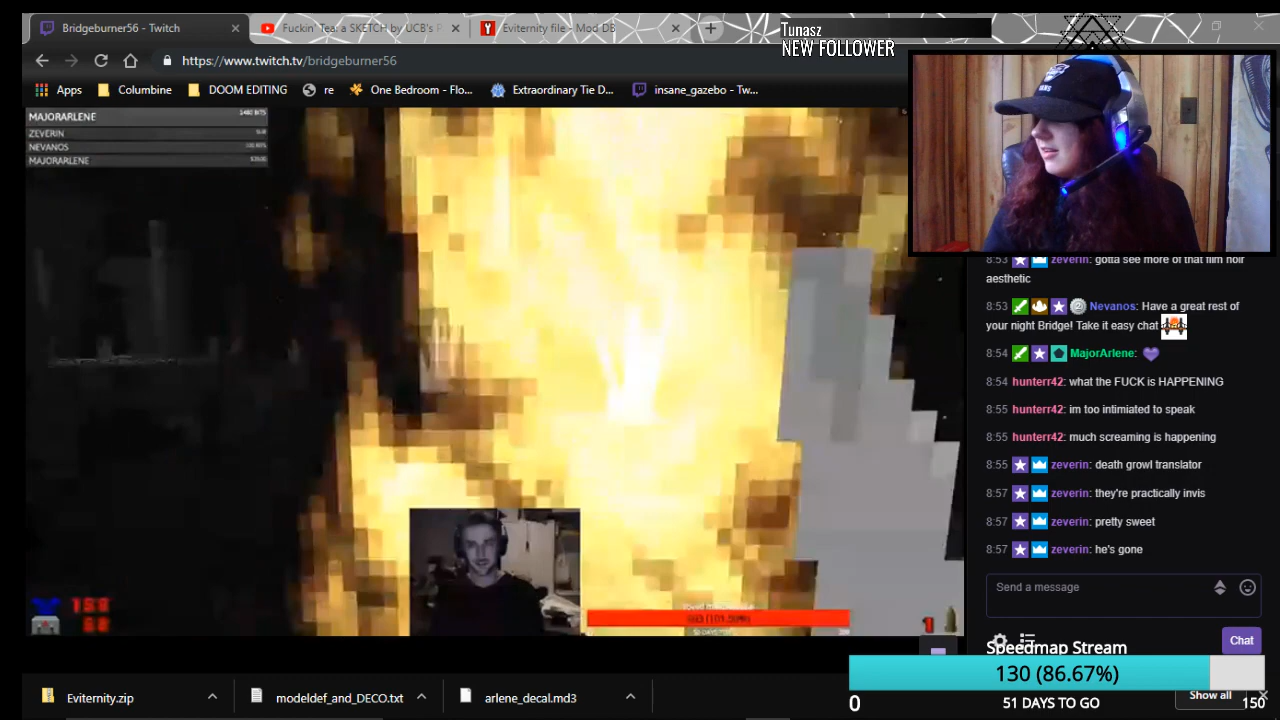 Bridgeburner56 - Twitch
Fuckin' Tea: a SKETCH by UCB's P
Eviternity file - Mod DB
Tunasz
NEW FOLLOWER
https://www.twitch.tv/bridgeburner56
Apps
Columbine
DOOM EDITING
re
One Bedroom - Flo...
Extraordinary Tie D...
insane_gazebo - Tw...
MAJORARLENE 1480 BITS
ZEVERIN
NEVANOS
MAJORARLENE
8:53 zeverin: gotta see more of that film noir
aesthetic
8:53 Nevanos: Have a great rest of
your night Bridge! Take it easy chat
8:54 MajorArlene:
8:54 hunterr42: what the FUCK is HAPPENING
8:55 hunterr42: im too intimiated to speak
8:55 hunterr42: much screaming is happening
8:55 zeverin: death growl translator
8:57 zeverin: they're practically invis
8:57 zeverin: pretty sweet
8:57 zeverin: he's gone
Send a message
Chat
Speedmap Stream
130 (86.67%)
0
51 DAYS TO GO
150
Show all
Eviternity.zip
modeldef_and_DECO.txt
arlene_decal.md3